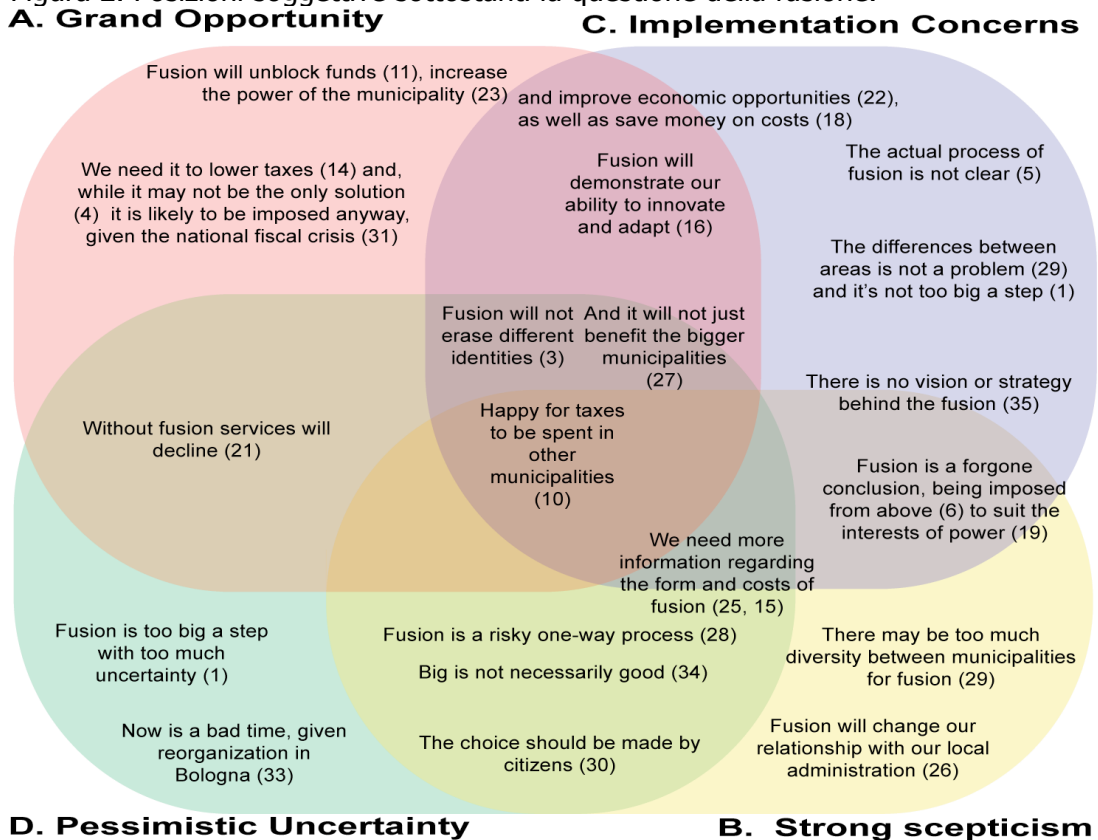 Figura 2. Posizioni soggettive sottostanti la questione della fusione.
A. Grand Opportunity
C. Implementation Concerns
Fusion will unblock funds (11), increase
the power of the municipality (23)
and improve economic opportunities (22),
as well as save money on costs (18)
We need it to lower taxes (14) and,
while it may not be the only solution
(4) it is likely to be imposed anyway,
given the national fiscal crisis (31)
Fusion will
demonstrate our
ability to innovate
and adapt (16)
The actual process of
fusion is not clear (5)
The differences between
areas is not a problem (29)
and it's not too big a step (1)
Fusion will not
erase different
identities (3)
And it will not just
benefit the bigger
municipalities
(27)
There is no vision or strategy
behind the fusion (35)
Without fusion services will
decline (21)
Happy for taxes
to be spent in
other
municipalities
(10)
Fusion is a forgone
conclusion, being imposed
from above (6) to suit the
interests of power (19)
We need more
information regarding
the form and costs of
fusion (25, 15)
Fusion is too big a step
with too much
uncertainty (1)
Fusion is a risky one-way process (28)
Big is not necessarily good (34)
There may be too much
diversity between municipalities
for fusion (29)
Now is a bad time, given
reorganization in
Bologna (33)
The choice should be made by
citizens (30)
Fusion will change our
relationship with our local
administration (26)
D. Pessimistic Uncertainty
B. Strong scepticism